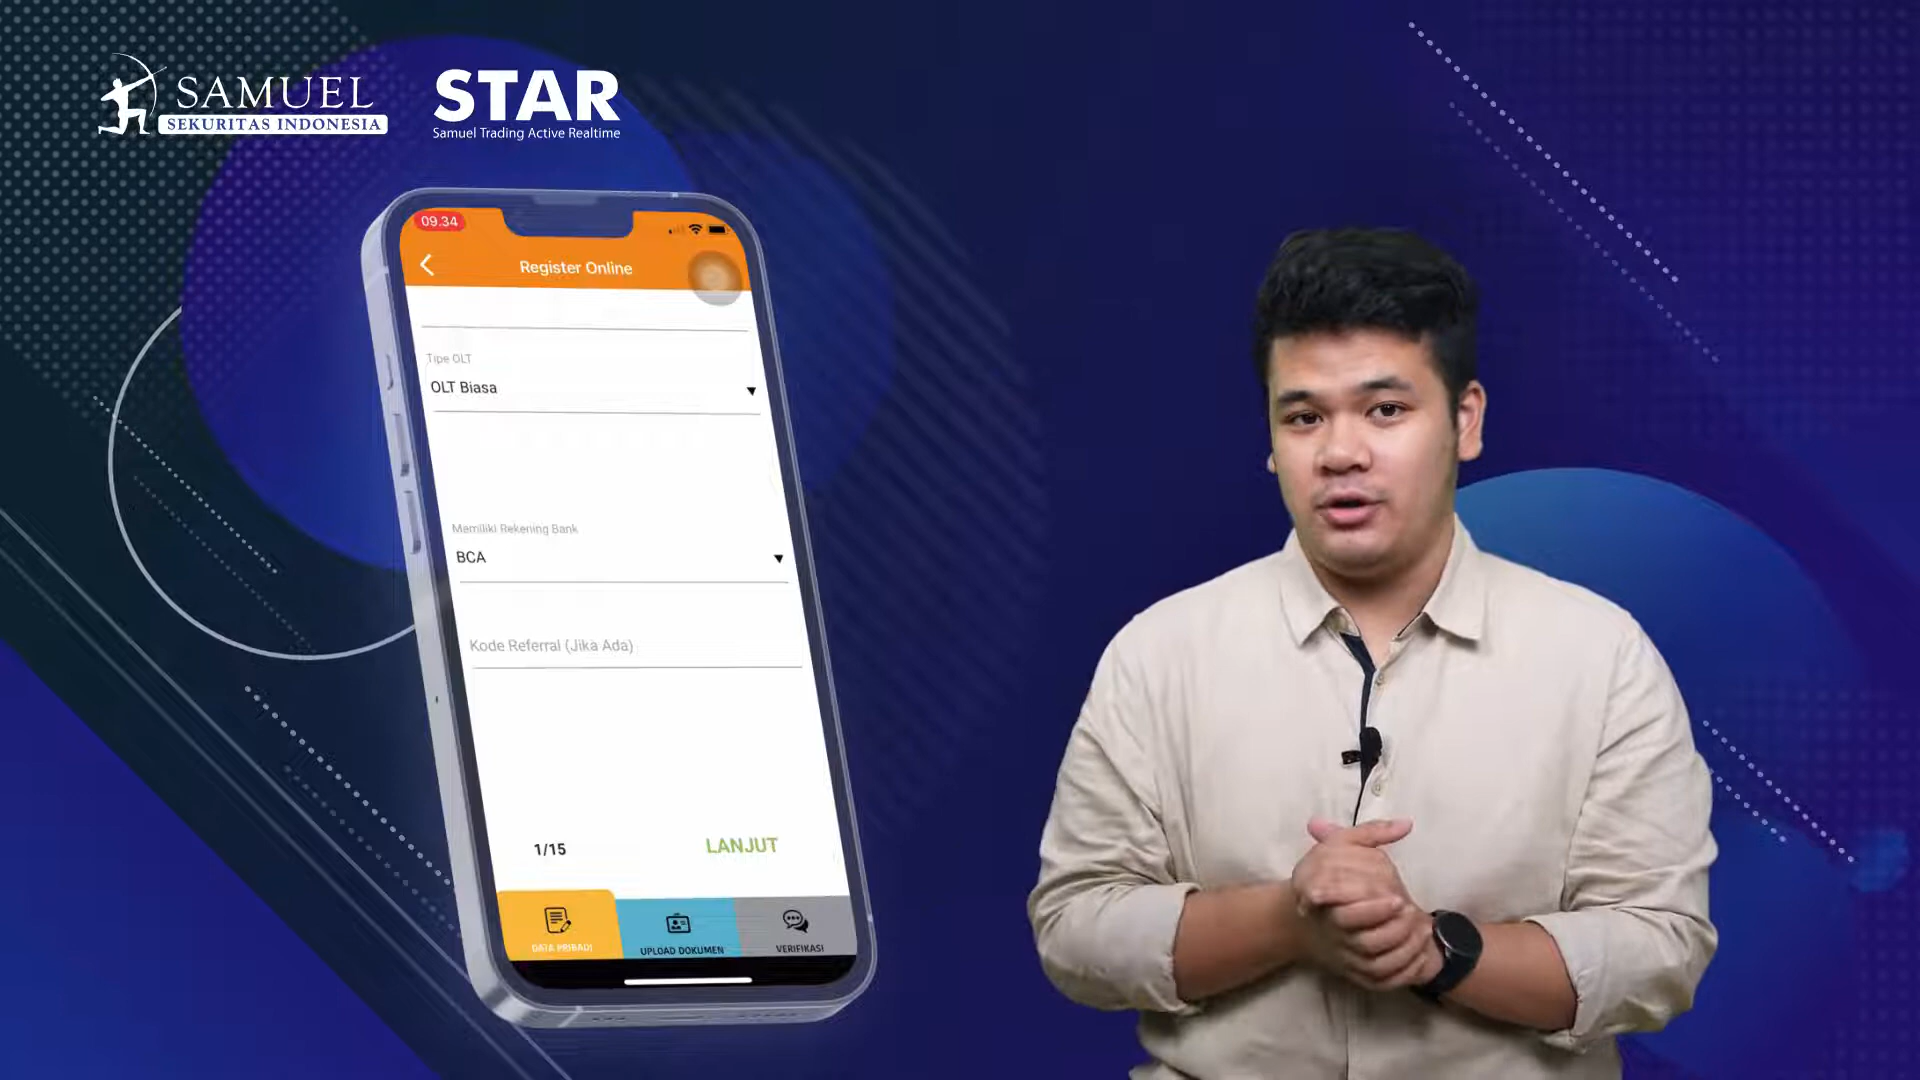 SAMUEL
SEKURITAS INDONESIA
STAR
Samuel Trading Active Realtime
09.34
Register Online
Tipe OLT
OLT Biasa
Memiliki Rekening Bank
BCA
Kode Referral (Jika Ada)
1/15
LANJUT
DATA PRIBADI
UPLOAD DOKUMEN
VERIFIKASI